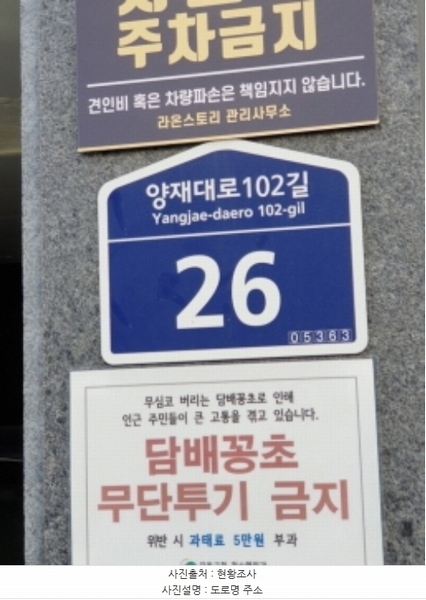 주차금지
견인비 혹은 차량파손은 책임지지 않습니다.
라온스토리 관리사무소
양재대로102길
Yangjae-daero 102-gil
26
05363
무심코 버리는 담배꽁초로 인해
인근 주민들이 큰 고통을 겪고 있습니다.
담배꽁초
무단투기 금지
위반 시 과태료 5만원 부과
사진출처 : 현황조사
사진설명 : 도로명 주소